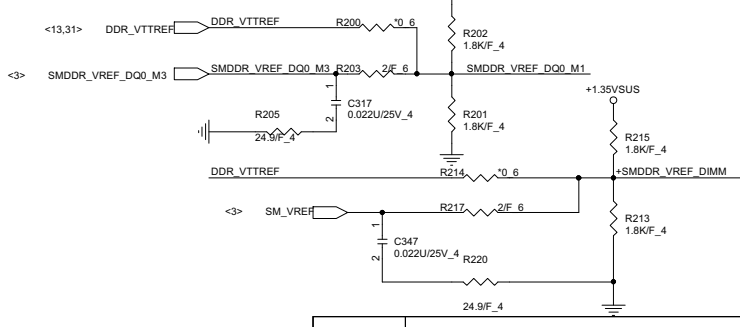 <13,31> DDR_VTTREF DDR_VTTREF R200 *0_6
R202
1.8K/F_4
<3> SMDDR_VREF_DQ0_M3 SMDDR_VREF_DQ0_M3 R203 2/F_6 SMDDR_VREF_DQ0_M1
1
2
C317
0.022U/25V_4
R201
1.8K/F_4
R205
24.9/F_4
+1.35VSUS
R215
1.8K/F_4
DDR_VTTREF R214 *0_6 +SMDDR_VREF_DIMM
<3> SM_VREF R217 2/F_6
R213
1.8K/F_4
1
2
C347
0.022U/25V_4
R220
24.9/F_4